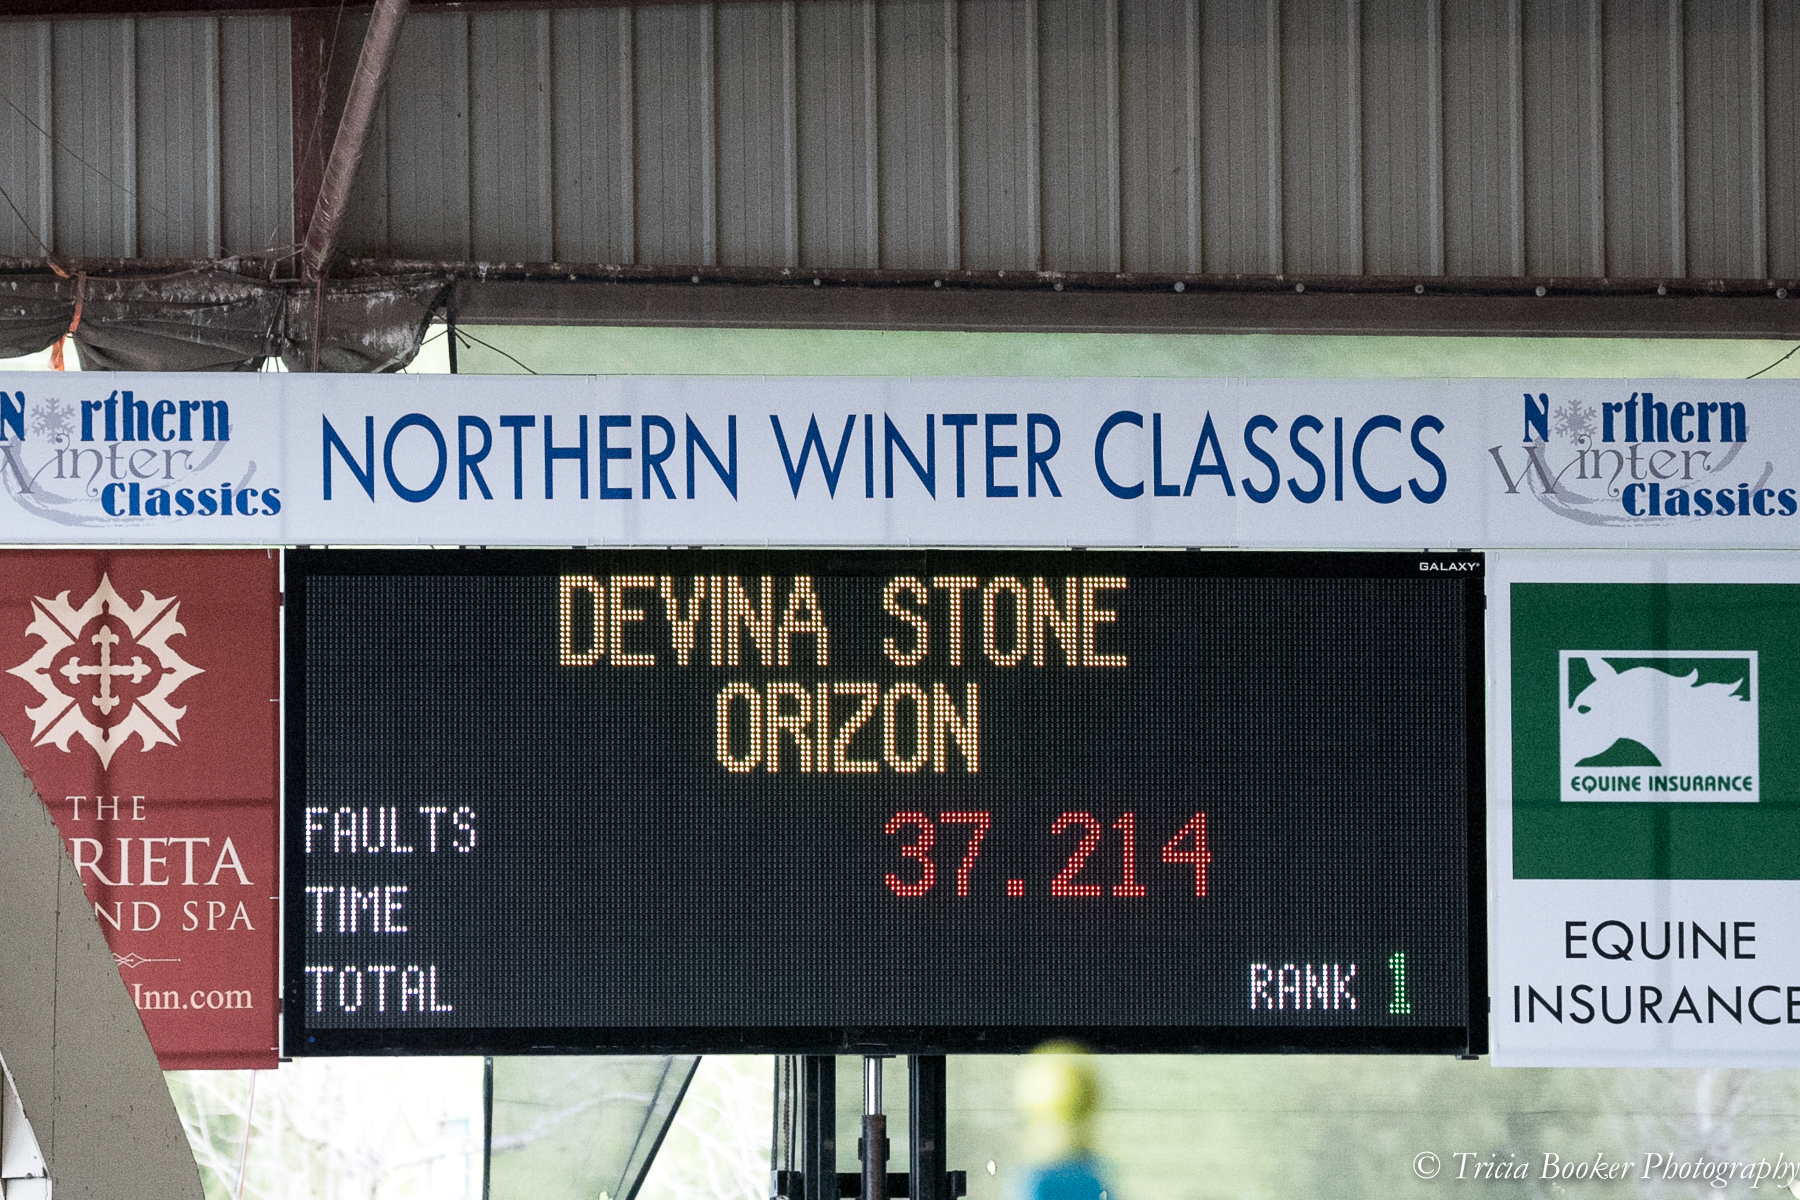 Northern
Winter
Classics
NORTHERN WINTER CLASSICS
Northern
Winter
Classics
GALAXY
DEVINA STONE
ORIZON
FAULTS
37.214
TIME
TOTAL
RANK 1
THE
RIETA
ND SPA
Inn.com
EQUINE INSURANCE
EQUINE
INSURANCE
© Tricia Booker Photography